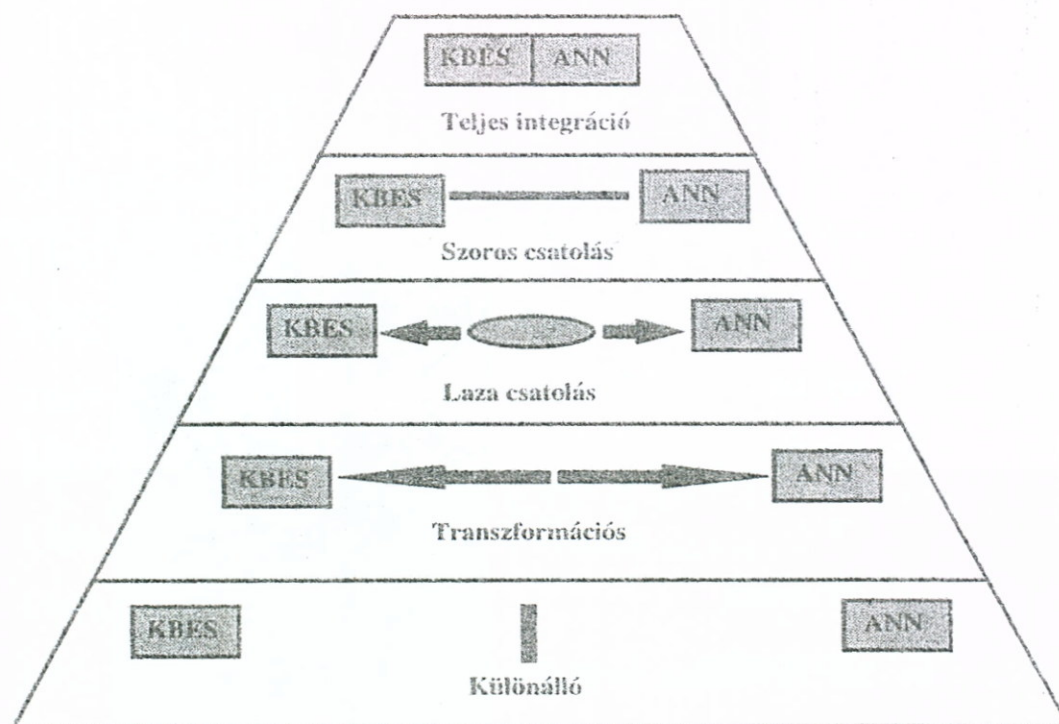 KBES ANN
Teljes integráció
KBES ANN
Szoros csatolás
KBES ANN
Laza csatolás
KBES ANN
Transzformációs
KBES ANN
Különálló